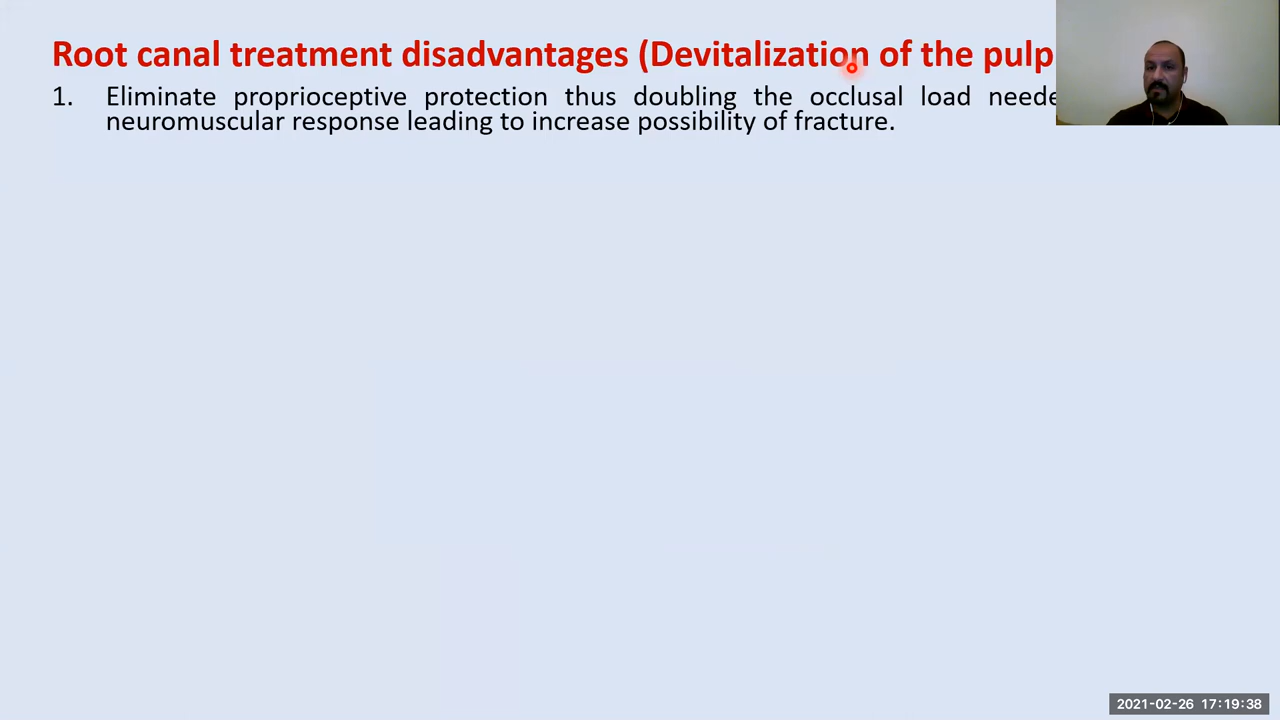 Root canal treatment disadvantages (Devitalization of the pulp
1. Eliminate proprioceptive protection thus doubling the occlusal load
neuromuscular response leading to increase possibility of fracture.
2021-02-26 17:19:38